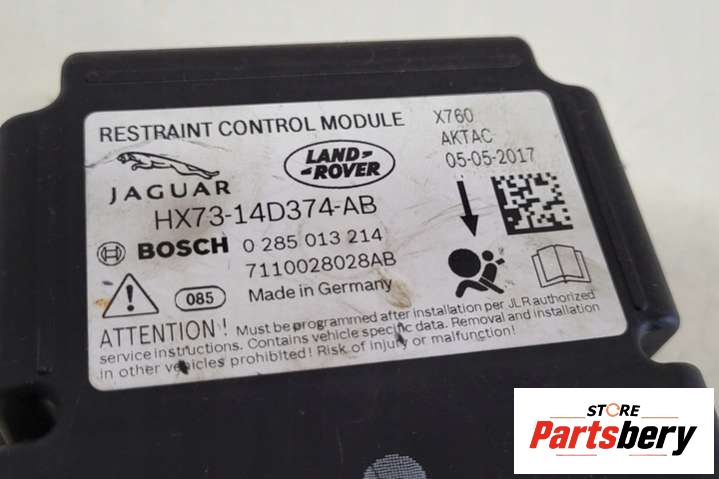 RESTRAINT CONTROL MODULE
X760
AKTAC
05-05-2017
JAGUAR
LAND-
-ROVER
HX73-14D374-AB
BOSCH 0 285 013 214
7110028028AB
085 Made in Germany
ATTENTION! Must be programmed after installation per JLR authorized
service instructions. Contains vehicle specific data. Removal and installation
in other vehicles prohibited! Risk of injury or malfunction!
STORE
Partsbery